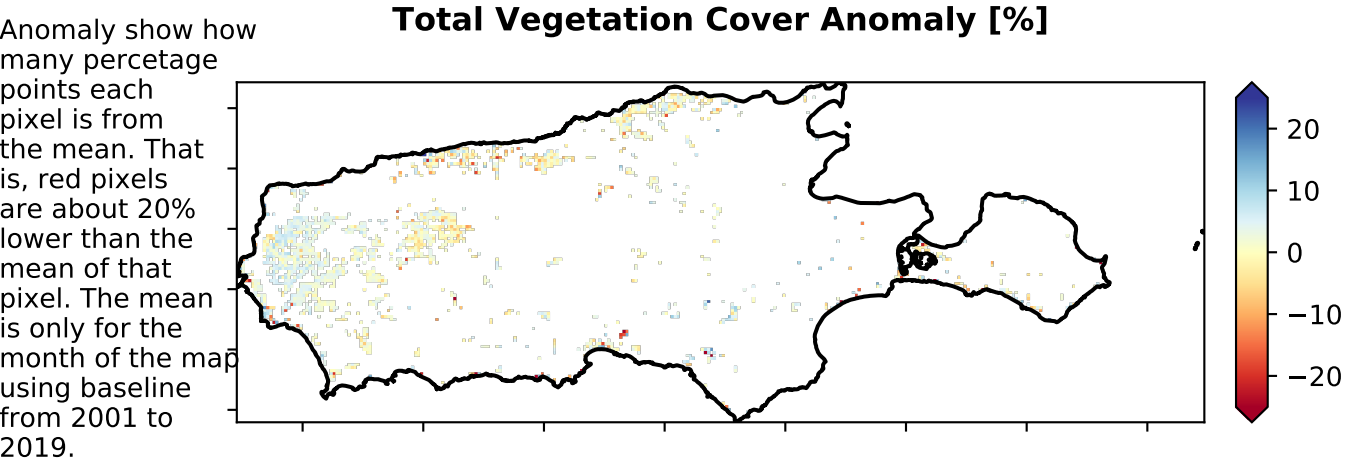 Total Vegetation Cover Anomaly [%]
Anomaly show how
many percetage
points each
pixel is from
the mean. That
is, red pixels
are about 20%
lower than the
mean of that
pixel. The mean
is only for the
month of the map
using baseline
from 2001 to
2019.
20
10
0
−10
−20